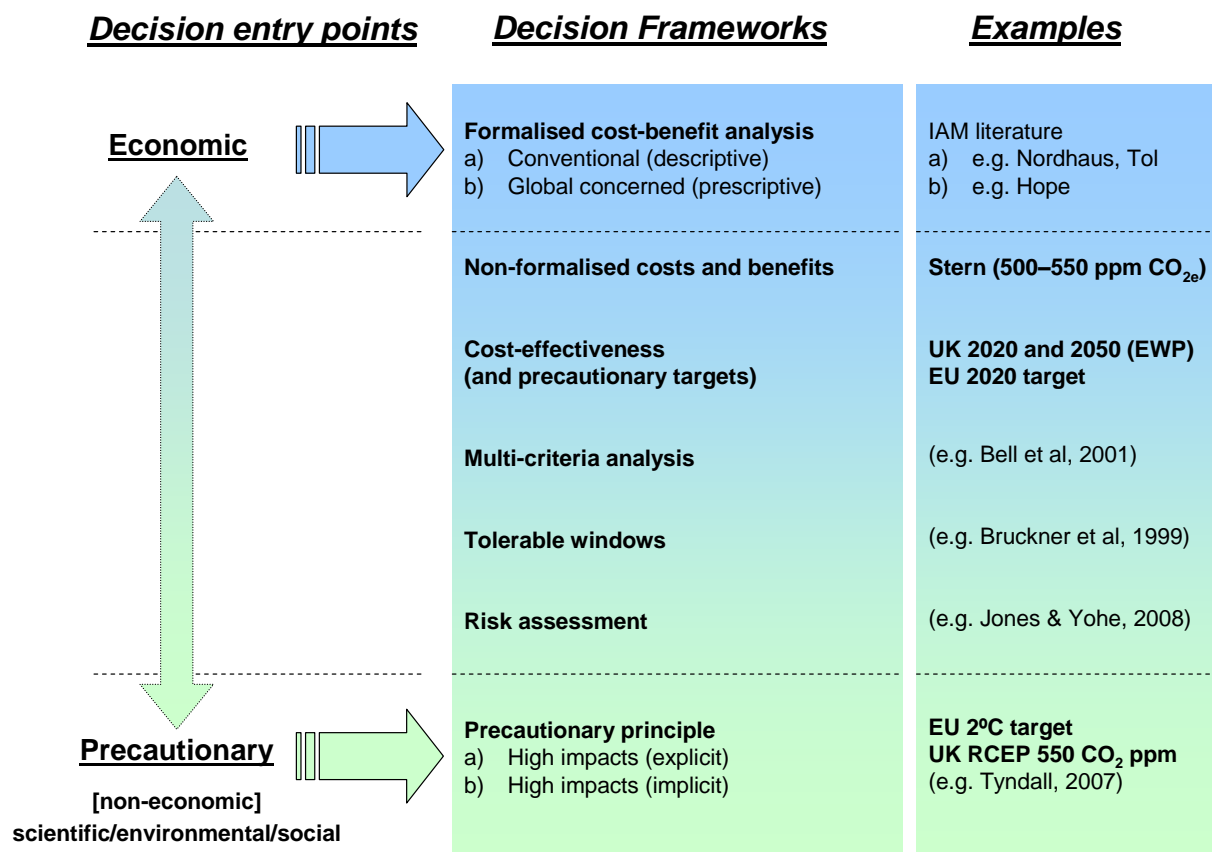 Decision entry points
Decision Frameworks
Examples
Economic
Formalised cost-benefit analysis
a) Conventional (descriptive)
b) Global concerned (prescriptive)
IAM literature
a) e.g. Nordhaus, Tol
b) e.g. Hope
Non-formalised costs and benefits
Stern (500–550 ppm CO2e)
Cost-effectiveness
(and precautionary targets)
UK 2020 and 2050 (EWP)
EU 2020 target
Multi-criteria analysis
(e.g. Bell et al, 2001)
Tolerable windows
(e.g. Bruckner et al, 1999)
Risk assessment
(e.g. Jones & Yohe, 2008)
Precautionary
[non-economic]
scientific/environmental/social
Precautionary principle
a) High impacts (explicit)
b) High impacts (implicit)
EU 2ºC target
UK RCEP 550 CO2 ppm
(e.g. Tyndall, 2007)